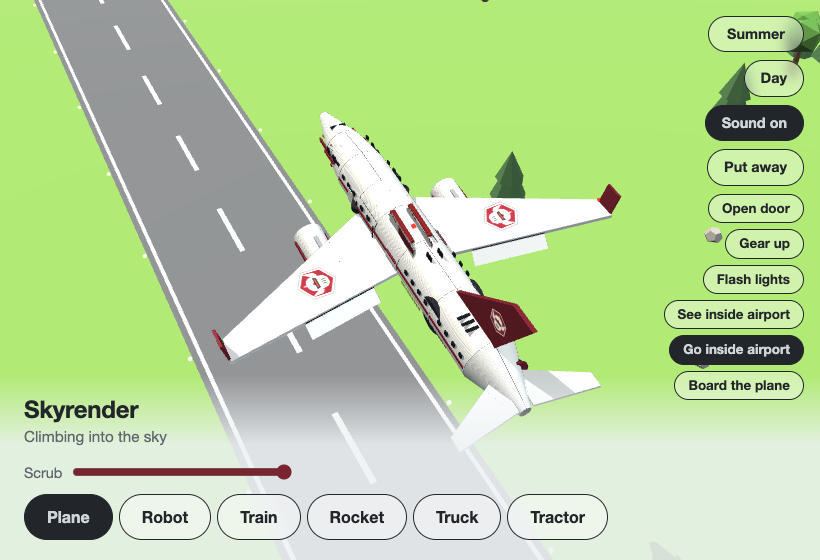 Summer
Day
Sound on
Put away
Open door
Gear up
Flash lights
See inside airport
Go inside airport
Board the plane
Skyrender
Climbing into the sky
Scrub
Plane Robot Train Rocket Truck Tractor